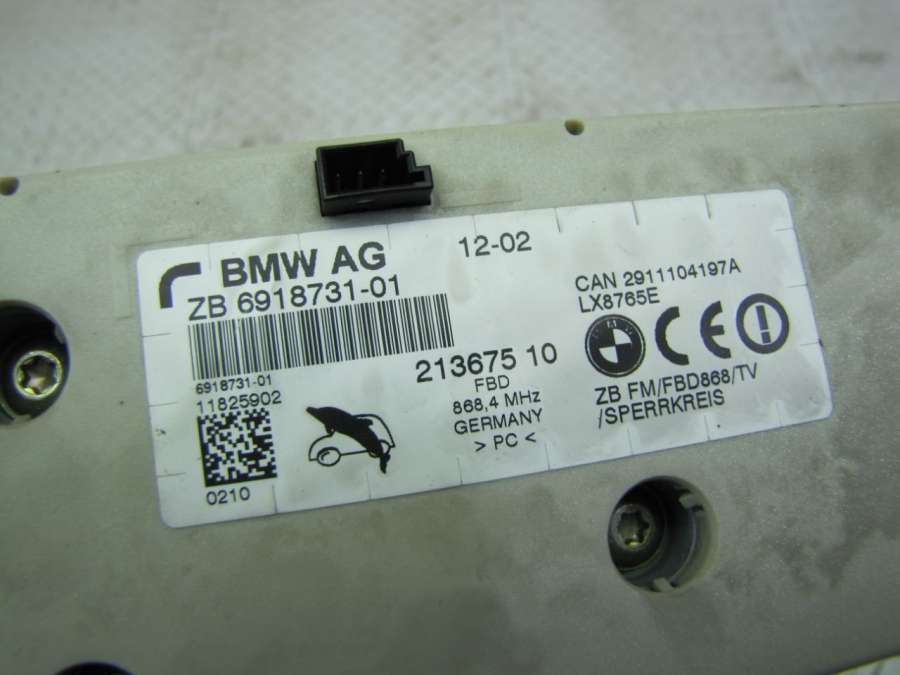 BMW AG
12-02
ZB 6918731-01
6918731-01
11825902
0210
213675 10
FBD
868,4 MHz
GERMANY
> PC <
CAN 2911104197A
LX8765E
CE
ZB FM/FBD868/TV
/SPERRKREIS